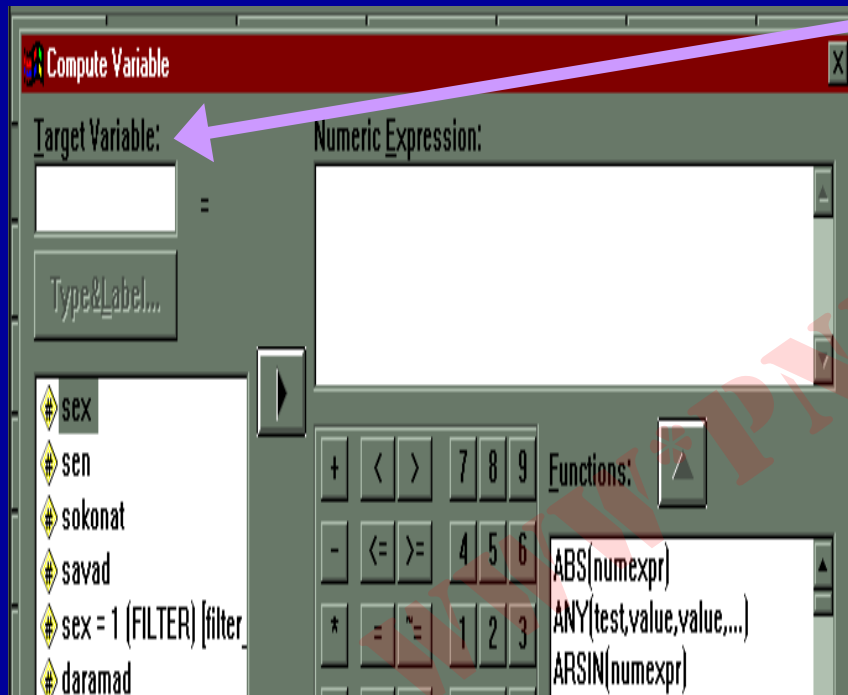 Compute Variable
Target Variable:
Numeric Expression:
=
Type&Label...
sex
sen
sokonat
savad
sex = 1 (FILTER) [filter_
daramad
+ < > 7 8 9
- <= >= 4 5 6
* = ~= 1 2 3
Functions:
ABS(numexpr)
ANY(test,value,value,...)
ARSIN(numexpr)